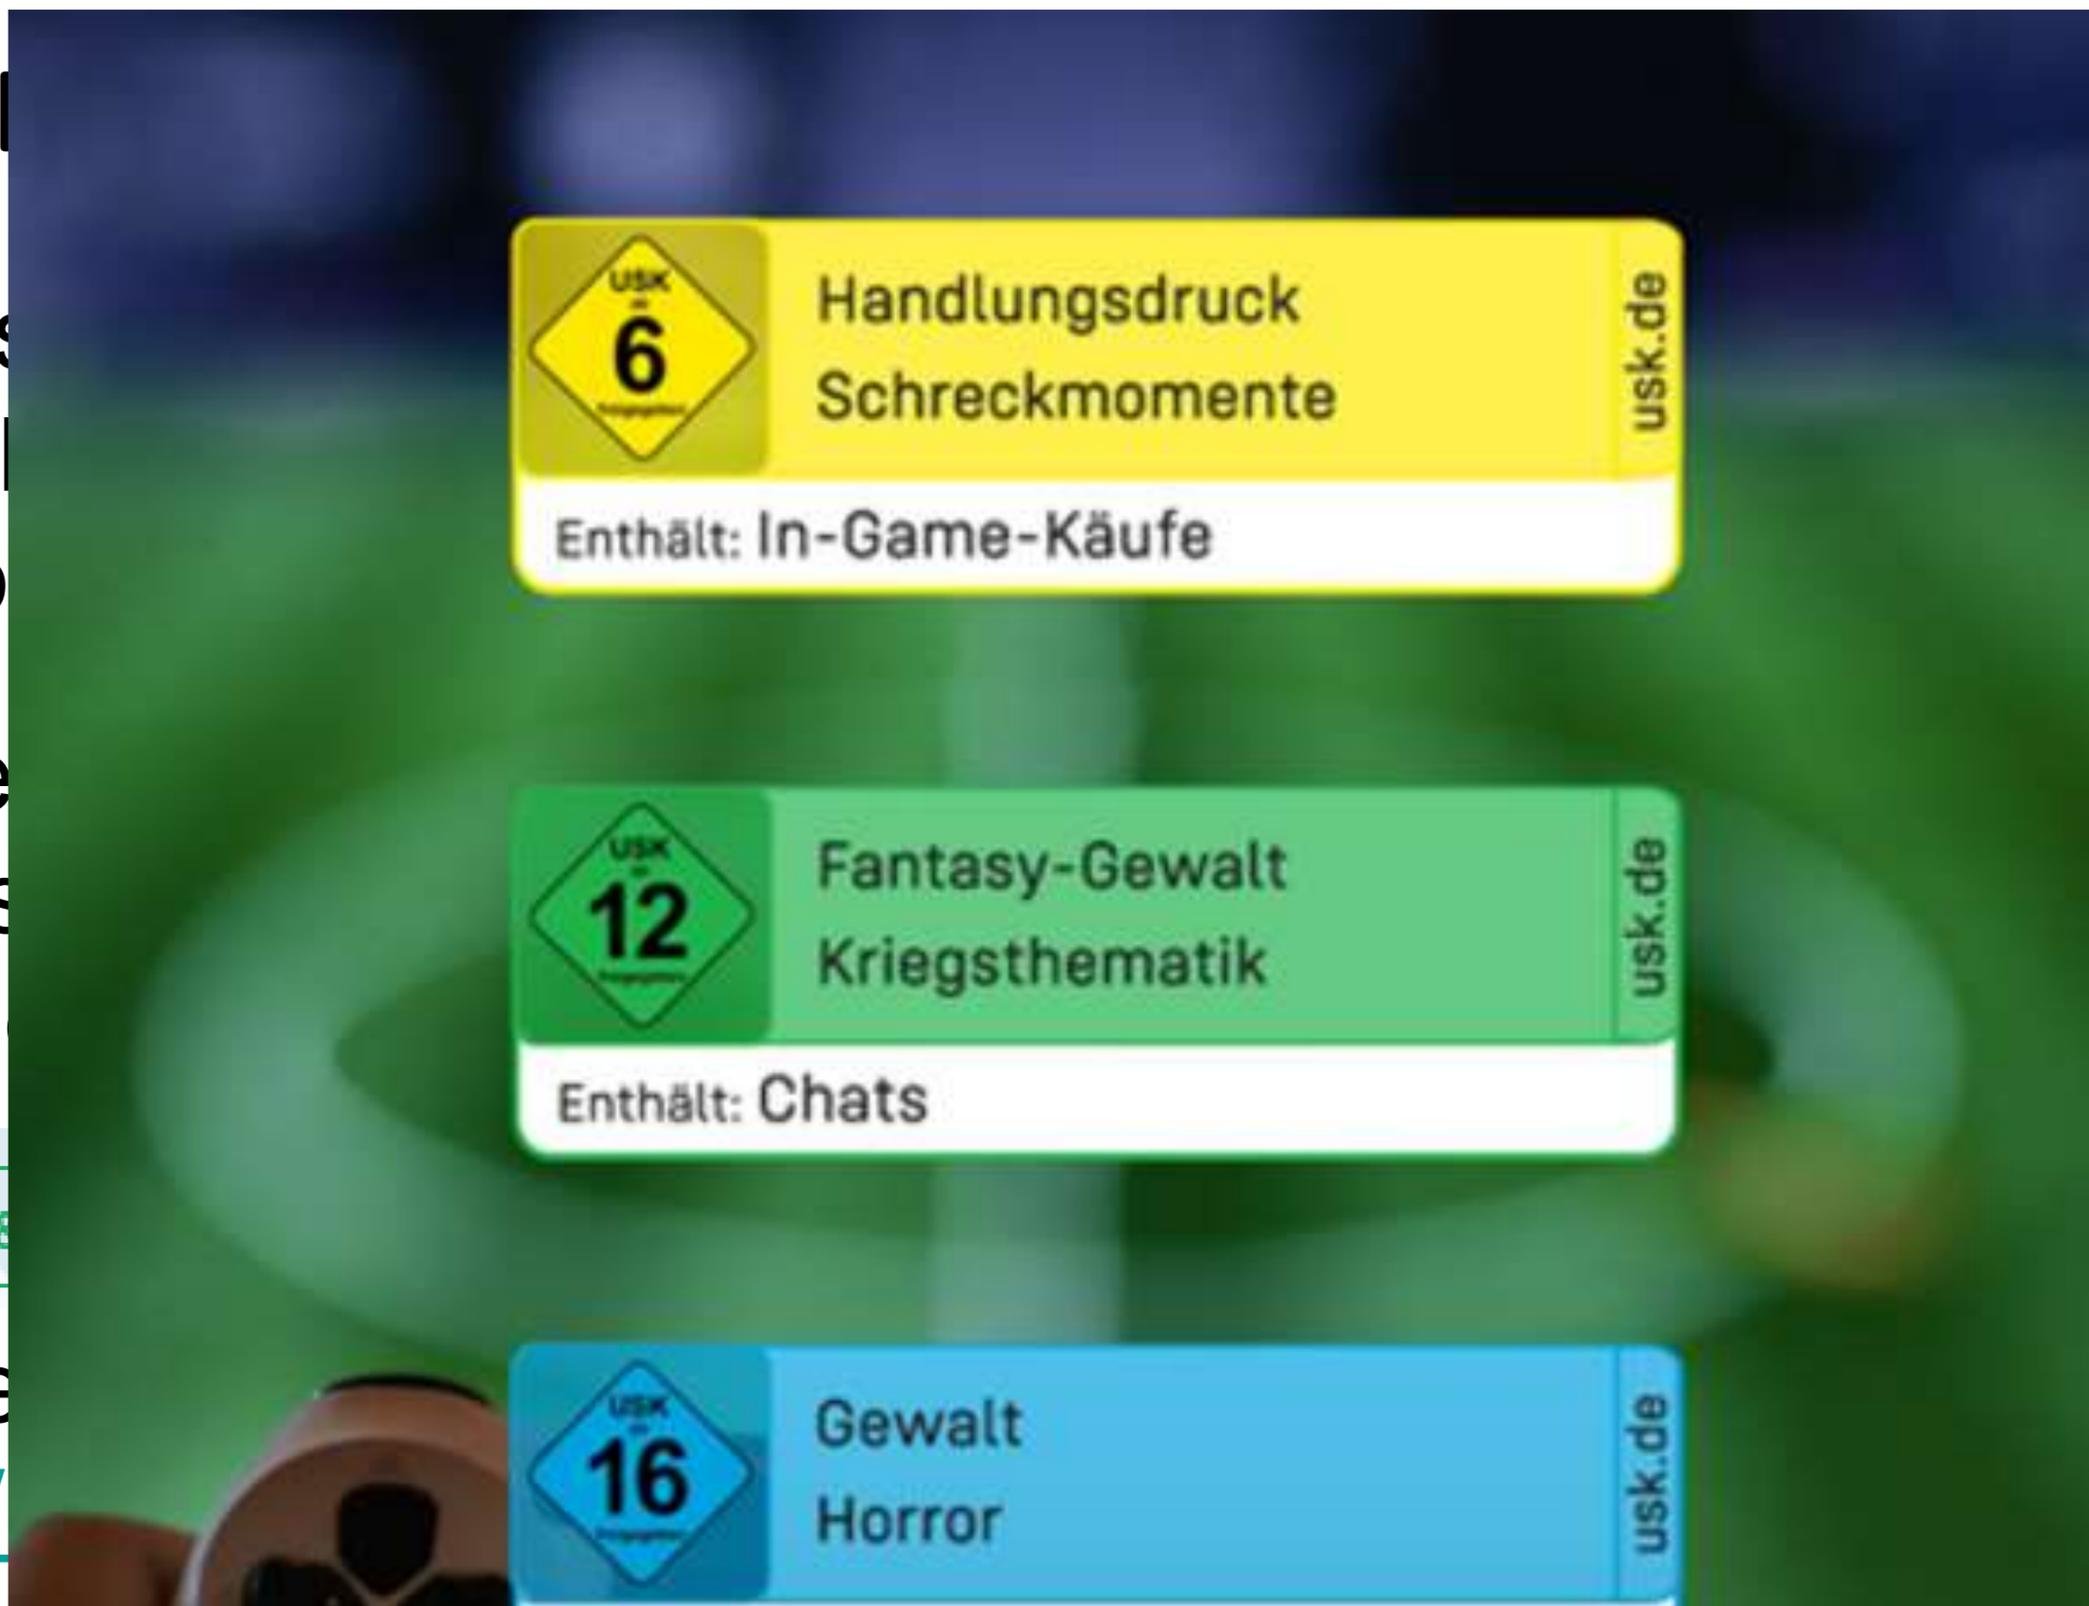 USK
6
Handlungsdruck
Schreckmomente
usk.de
Enthält: In-Game-Käufe
USK
12
Fantasy-Gewalt
Kriegsthematik
usk.de
Enthält: Chats
USK
16
Gewalt
Horror
usk.de